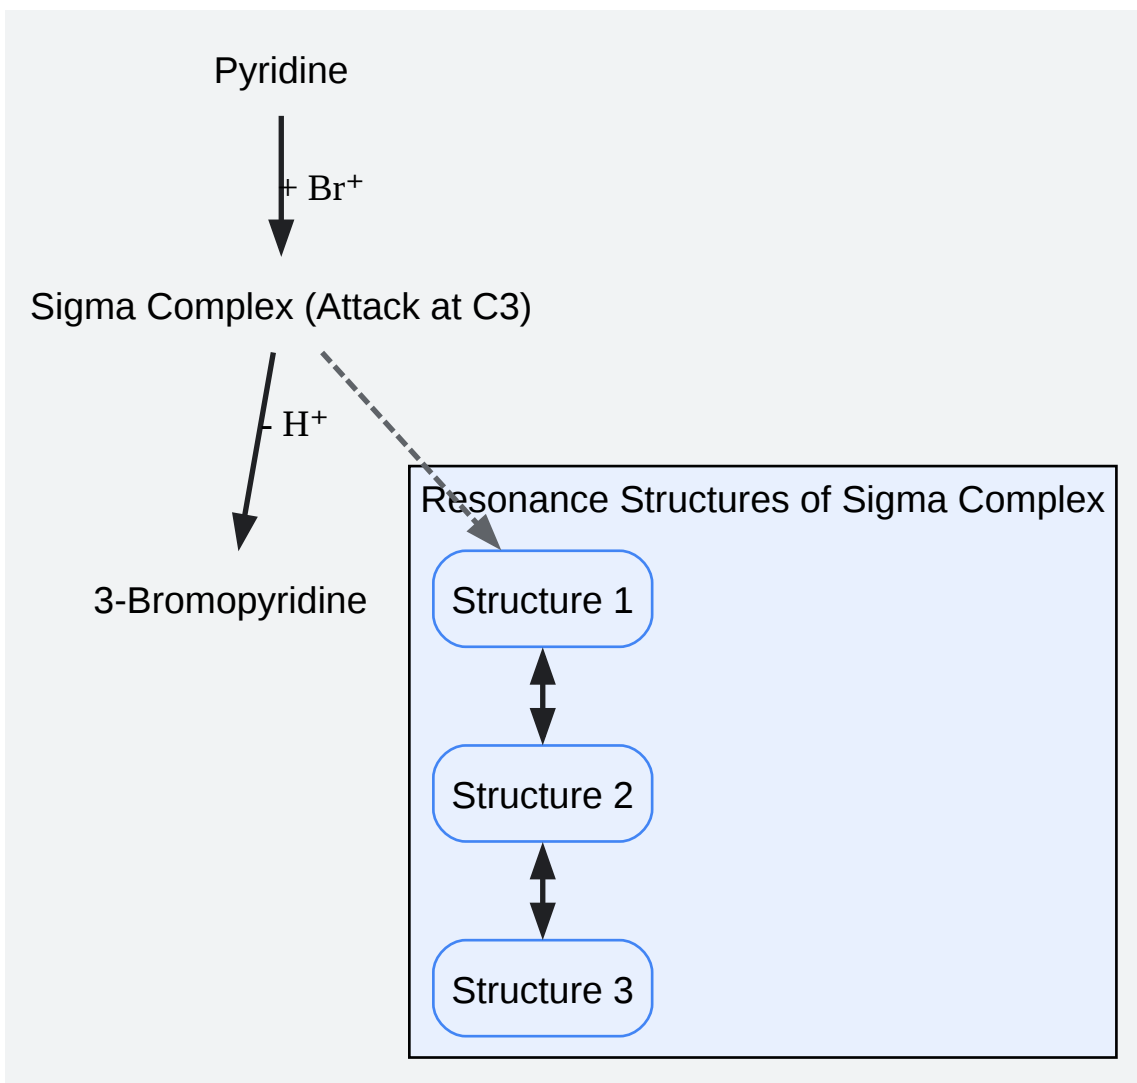 Pyridine
+ Br⁺
Sigma Complex (Attack at C3)
- H⁺
Resonance Structures of Sigma Complex
3-Bromopyridine
Structure 1
Structure 2
Structure 3